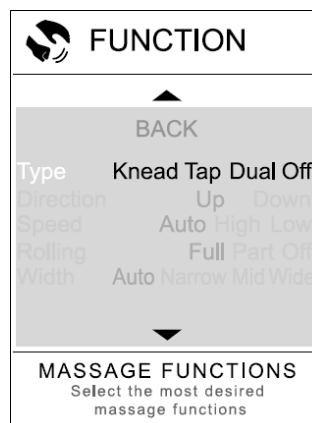 FUNCTION
BACK
Type Knead Tap Dual Off
Direction Up Down
Speed Auto High Low
Rolling Full Part Off
Width Auto Narrow Mid Wide
MASSAGE FUNCTIONS
Select the most desired
massage functions